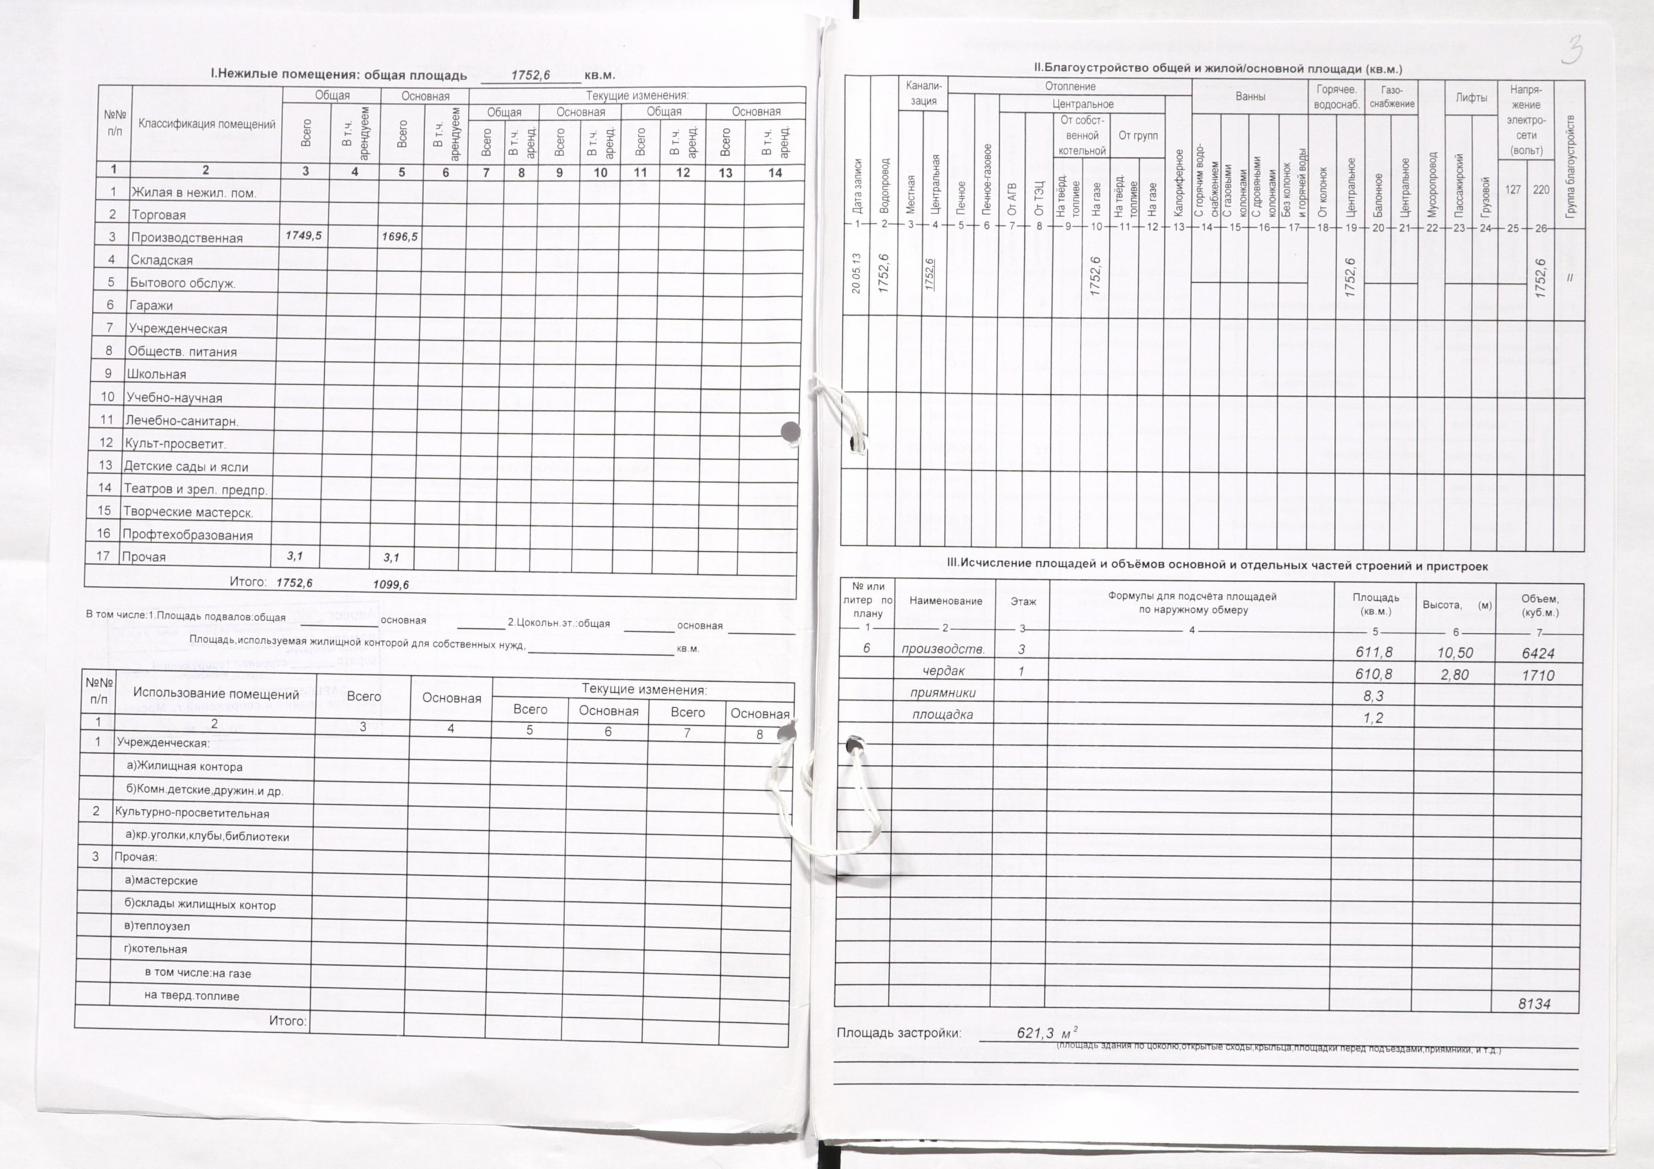 3
I.Нежилые помещения: общая площадь 1752,6 кв.м.
№№ п/п
Классификация помещений
Общая
Основная
Текущие изменения:
Общая
Основная
Общая
Основная
Всего
В т.ч. арендуеем
Всего
В т.ч. арендуеем
Всего
В т.ч. аренд.
Всего
В т.ч. аренд.
Всего
В т.ч. аренд.
Всего
В т.ч. аренд.
1 2 3 4 5 6 7 8 9 10 11 12 13 14
1 Жилая в нежил. пом.
2 Торговая
3 Производственная 1749,5 1696,5
4 Складская
5 Бытового обслуж.
6 Гаражи
7 Учрежденческая
8 Обществ. питания
9 Школьная
10 Учебно-научная
11 Лечебно-санитарн.
12 Культ-просветит.
13 Детские сады и ясли
14 Театров и зрел. предпр.
15 Творческие мастерск.
16 Профтехобразования
17 Прочая 3,1 3,1
Итого: 1752,6 1099,6
В том числе:1.Площадь подвалов:общая основная 2.Цокольн.эт.:общая основная
Площадь,используемая жилищной конторой для собственных нужд, кв.м.
№№ п/п
Использование помещений
Всего
Основная
Текущие изменения:
Всего
Основная
Всего
Основная
1 2 3 4 5 6 7 8
1 Учрежденческая:
а)Жилищная контора
б)Комн.детские,дружин.и др.
2 Культурно-просветительная
а)кр.уголки,клубы,библиотеки
3 Прочая:
а)мастерские
б)склады жилищных контор
в)теплоузел
г)котельная
в том числе:на газе
на тверд.топливе
Итого:
II.Благоустройство общей и жилой/основной площади (кв.м.)
Дата записи
Водопровод
Канали-зация
Местная
Центральная
Отопление
Печное
Печное-газовое
Центральное
От АГВ
От ТЭЦ
От собст-венной котельной
На твёрд. топливе
На газе
От групп
На твёрд. топливе
На газе
Калориферное
Ванны
С горячим водо-снабжением
С газовыми колонками
С дровяными колонками
Без колонок и горячей воды
Горячее. водоснаб.
От колонок
Центральное
Газо-снабжение
Балонное
Центральное
Мусоропровод
Лифты
Пассажирский
Грузовой
Напря-жение электро-сети (вольт)
127
220
Группа благоустройств
1 2 3 4 5 6 7 8 9 10 11 12 13 14 15 16 17 18 19 20 21 22 23 24 25 26
20.05.13 1752,6 1752,6 1752,6 1752,6 1752,6 II
III.Исчисление площадей и объёмов основной и отдельных частей строений и пристроек
№ или литер по плану
Наименование
Этаж
Формулы для подсчёта площадей по наружному обмеру
Площадь (кв.м.)
Высота, (м)
Объем, (куб.м.)
1 2 3 4 5 6 7
6 производств. 3 611,8 10,50 6424
чердак 1 610,8 2,80 1710
приямники 8,3
площадка 1,2
8134
Площадь застройки: 621,3 м²
(площадь здания по цоколю,открытые сходы,крыльца,площадки перед подъездами,приямники, и т.д.)